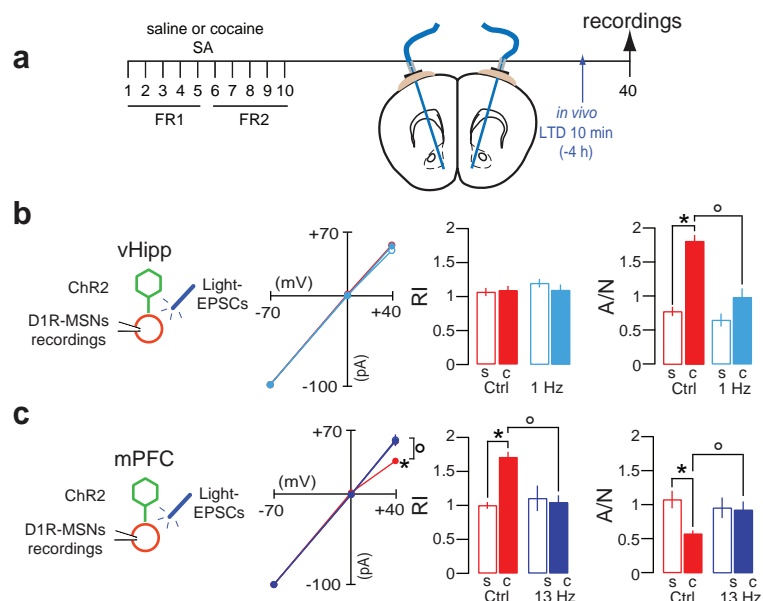 a
saline or cocaine
SA
1 2 3 4 5 6 7 8 9 10
FR1 FR2
recordings
40
in vivo
LTD 10 min
(-4 h)
b
vHipp
ChR2
Light-
EPSCs
D1R-MSNs
recordings
+70
(mV)
-70
+40
-100
(pA)
RI
2
1.5
1
0.5
0
s c
Ctrl 1 Hz
A/N
2
1.5
1
0.5
0
* °
s c s c
Ctrl 1 Hz
c
mPFC
ChR2
Light-
EPSCs
D1R-MSNs
recordings
+70
(mV)
-70
+40
* °
-100
(pA)
RI
2
1.5
1
0.5
0
* °
s c s c
Ctrl 13 Hz
A/N
2
1.5
1
0.5
0
* °
s c s c
Ctrl 13 Hz